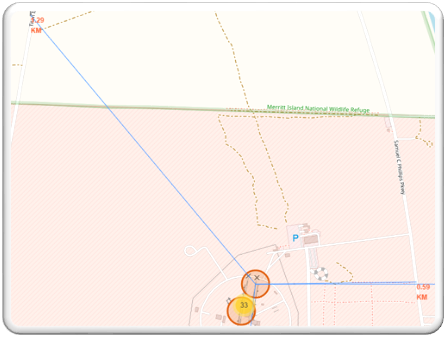 KM
Merritt Island National Wildlife Refuge
Samuel C Phillips Pkwy
P
33
0.59
KM